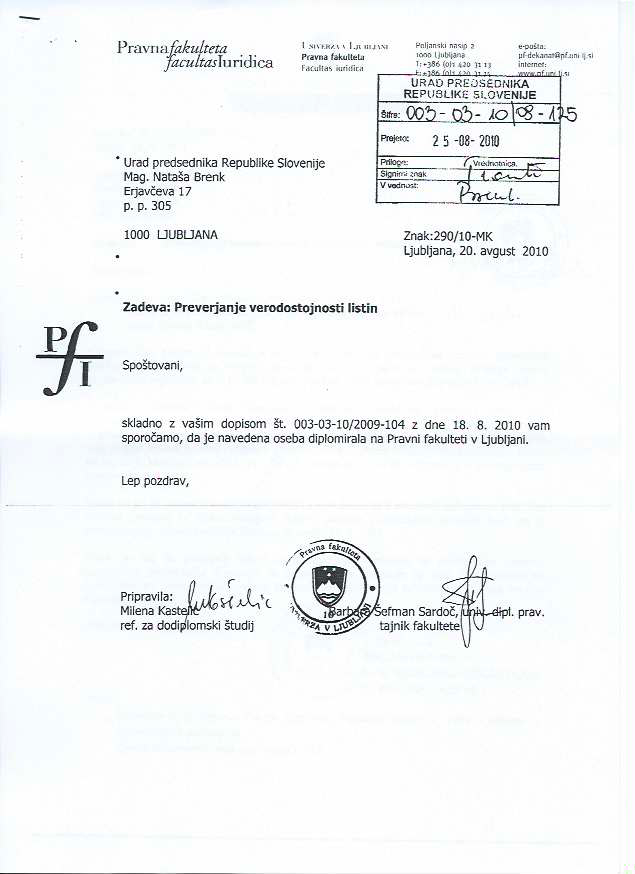 Pravnafakulteta
facultasIuridica
UNIVERZA V LJUBLJANI
Pravna fakulteta
Facultas iuridica
Poljanski nasip 2
1000 Ljubljana
T: +386 (0)1 420 31 13
F: +386 (0)1 420 31 15
e-pošta:
pf-dekanat@pf.uni-lj.si
internet:
www.pf.uni-lj.si
URAD PREDSEDNIKA
REPUBLIKE SLOVENIJE
Šifra: 003-03-10/08-125
Prejeto: 25-08-2010
Priloge: Vrednotnica:
Signirni znak
V vednost:
Urad predsednika Republike Slovenije
Mag. Nataša Brenk
Erjavčeva 17
p. p. 305
1000 LJUBLJANA
Znak:290/10-MK
Ljubljana, 20. avgust 2010
Zadeva: Preverjanje verodostojnosti listin
PfI
Spoštovani,
skladno z vašim dopisom št. 003-03-10/2009-104 z dne 18. 8. 2010 vam
sporočamo, da je navedena oseba diplomirala na Pravni fakulteti v Ljubljani.
Lep pozdrav,
Pravna fakulteta
UNIVERZA V LJUBLJANI
10
Pripravila:
Milena Kastelic
ref. za dodiplomski študij
Barbara Šefman Sardoč, univ. dipl. prav.
tajnik fakultete